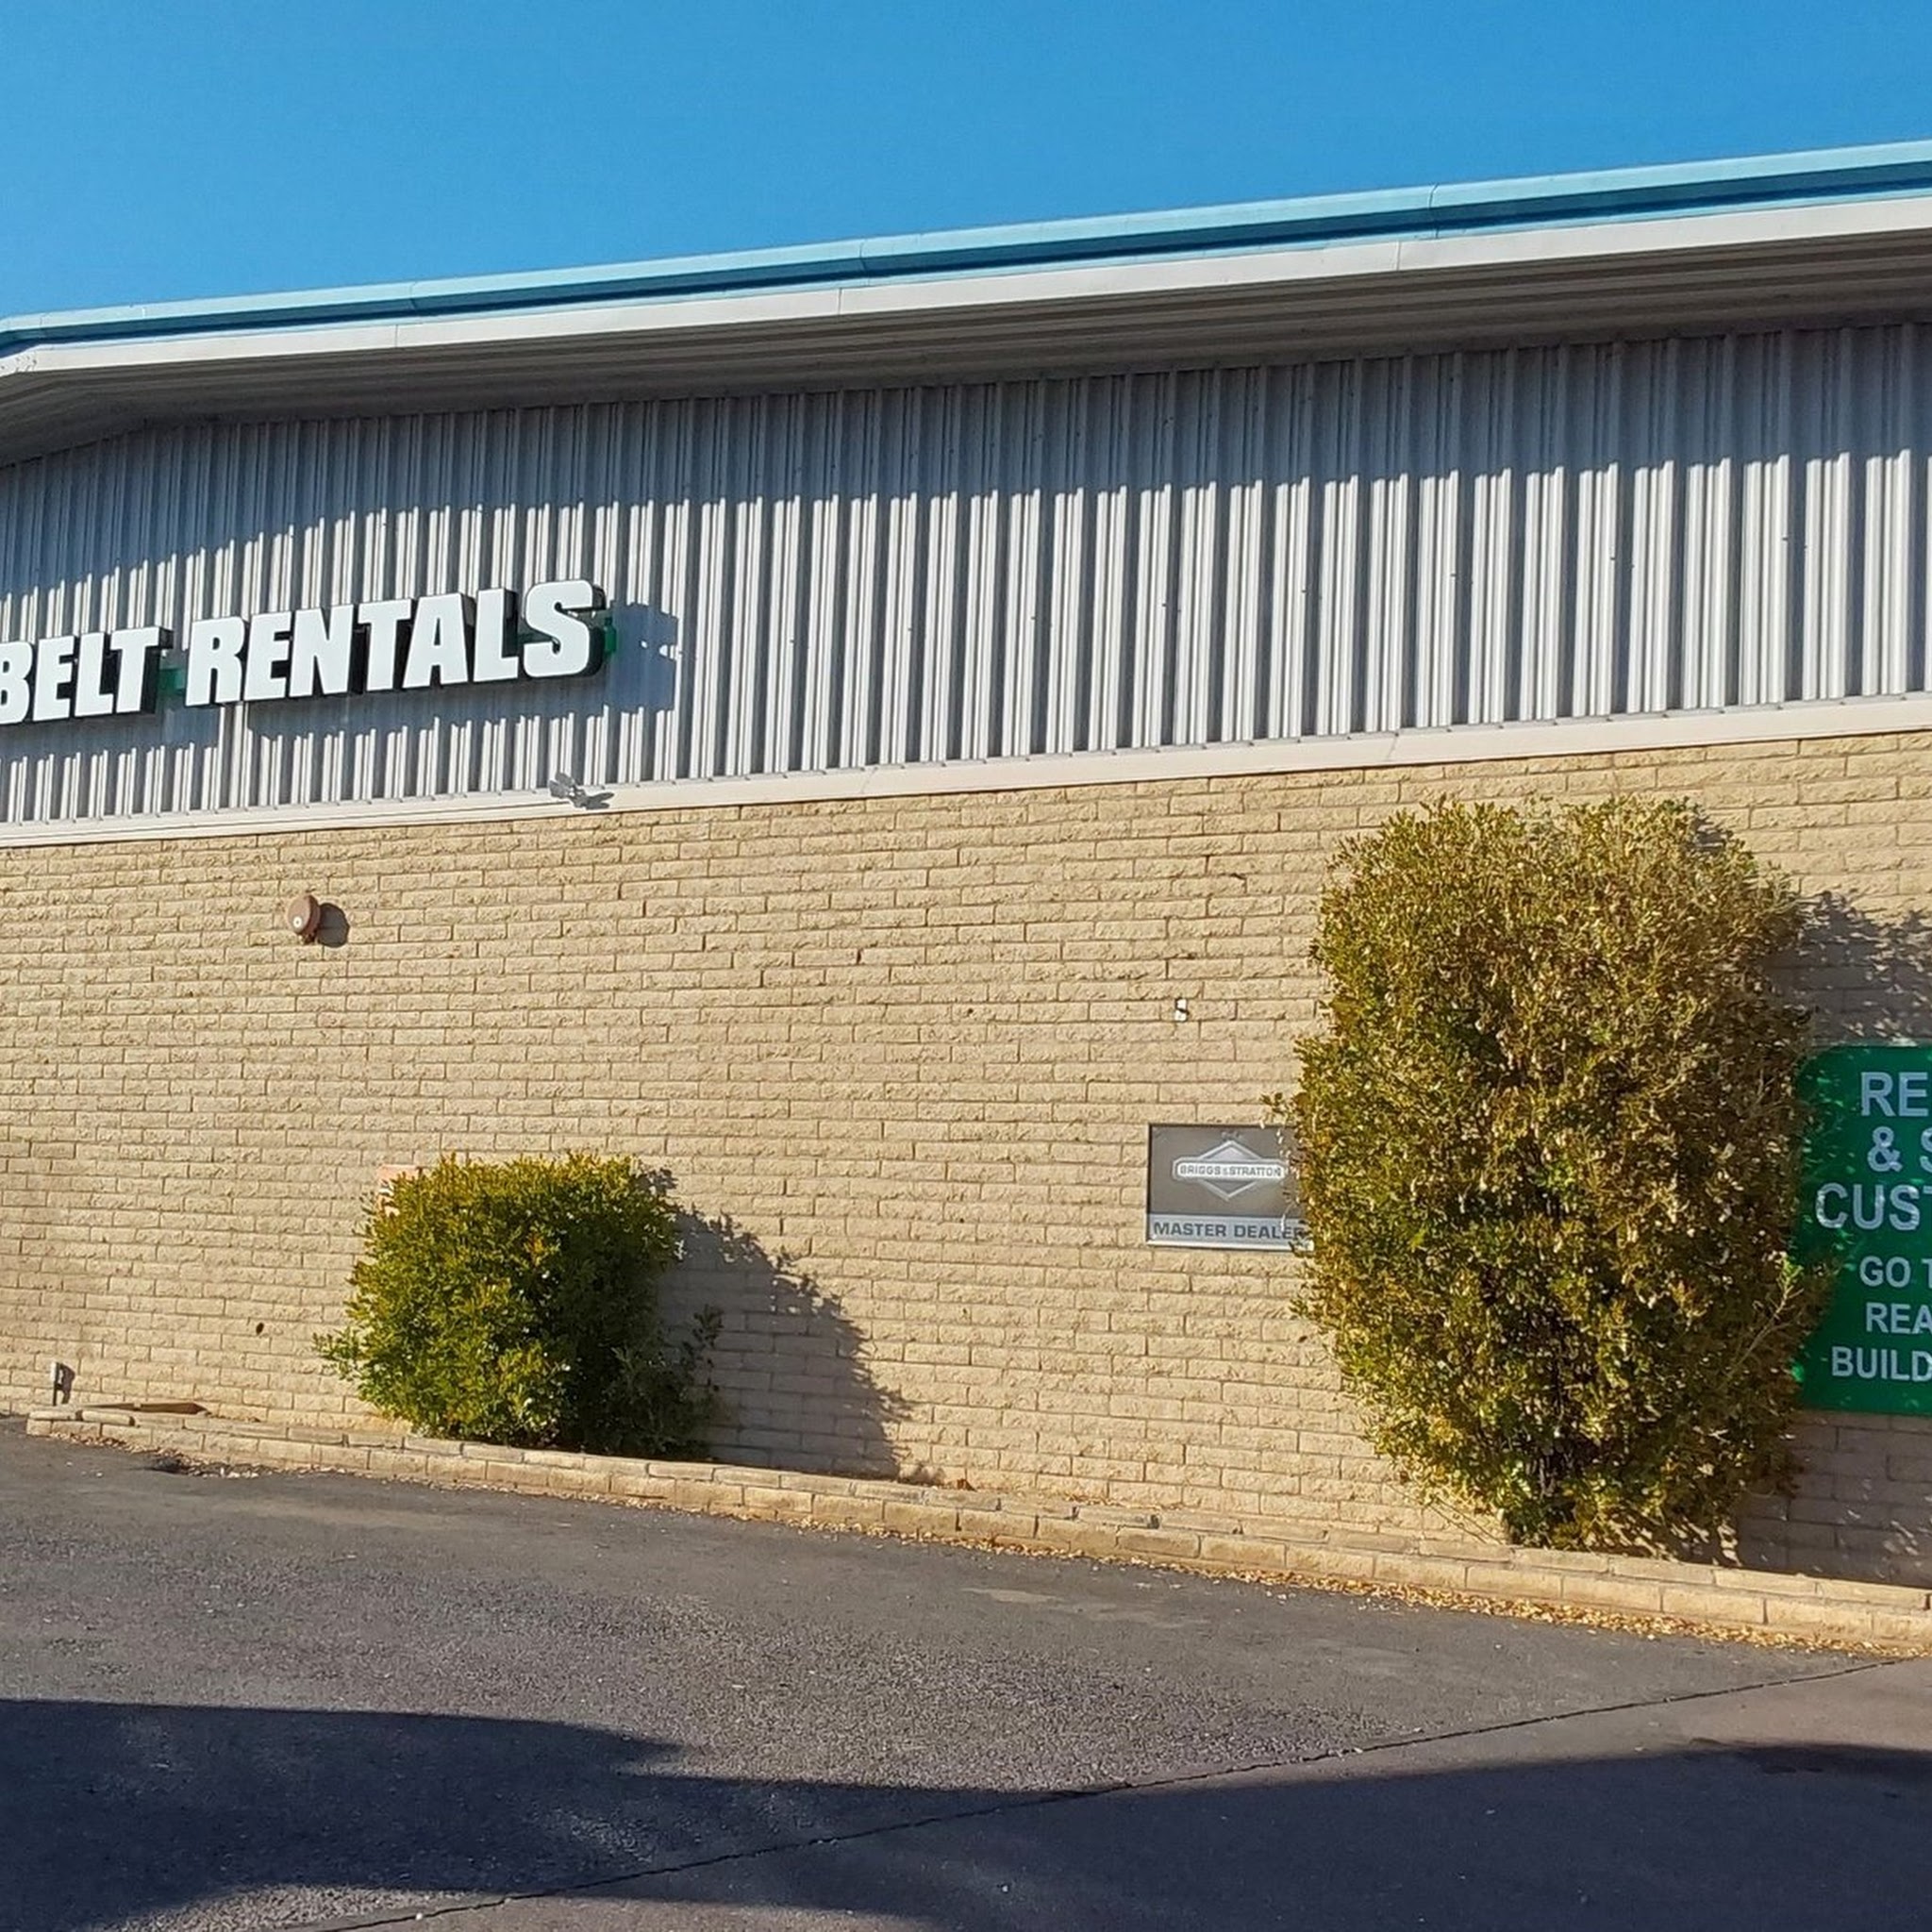 BELT RENTALS
BRIGGS & STRATTON
MASTER DEALER
RE
& S
CUST
GO T
REA
BUILD